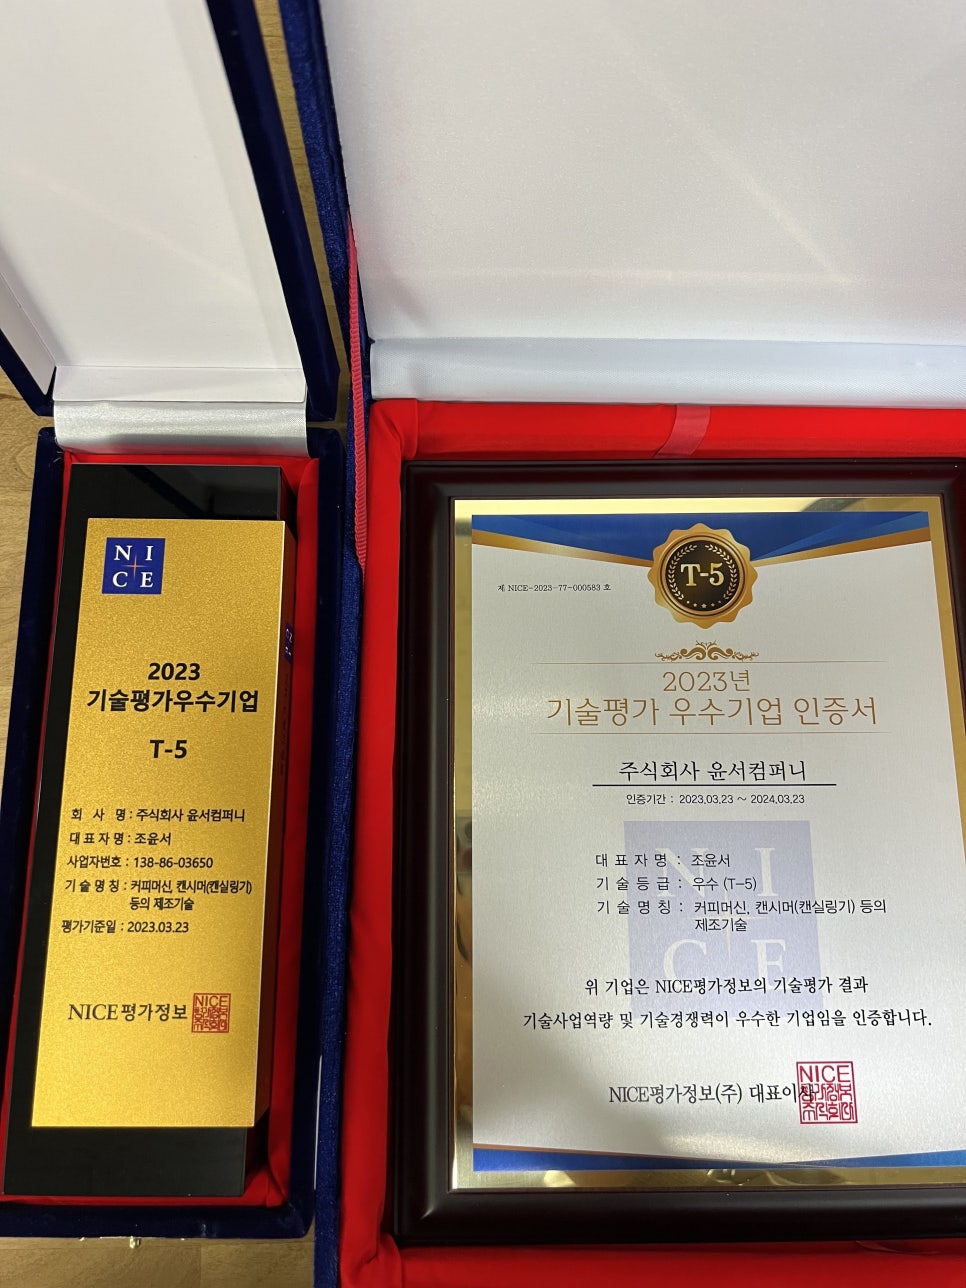 NI
CE
2023
기술평가우수기업
T-5
회 사 명 : 주식회사 윤서컴퍼니
대 표 자 명 : 조윤서
사업자번호 : 138-86-03650
기 술 명 칭 : 커피머신, 캔시머(캔실링기)
등의 제조기술
평가기준일 : 2023.03.23
NICE평가정보
제 NICE-2023-77-000583 호
T-5
2023년
기술평가 우수기업 인증서
주식회사 윤서컴퍼니
인증기간 : 2023.03.23 ~ 2024.03.23
대 표 자 명 : 조윤서
기 술 등 급 : 우수 (T-5)
기 술 명 칭 : 커피머신, 캔시머(캔실링기) 등의
제조기술
NI
CE
위 기업은 NICE평가정보의 기술평가 결과
기술사업역량 및 기술경쟁력이 우수한 기업임을 인증합니다.
NICE평가정보(주) 대표이사
NICE